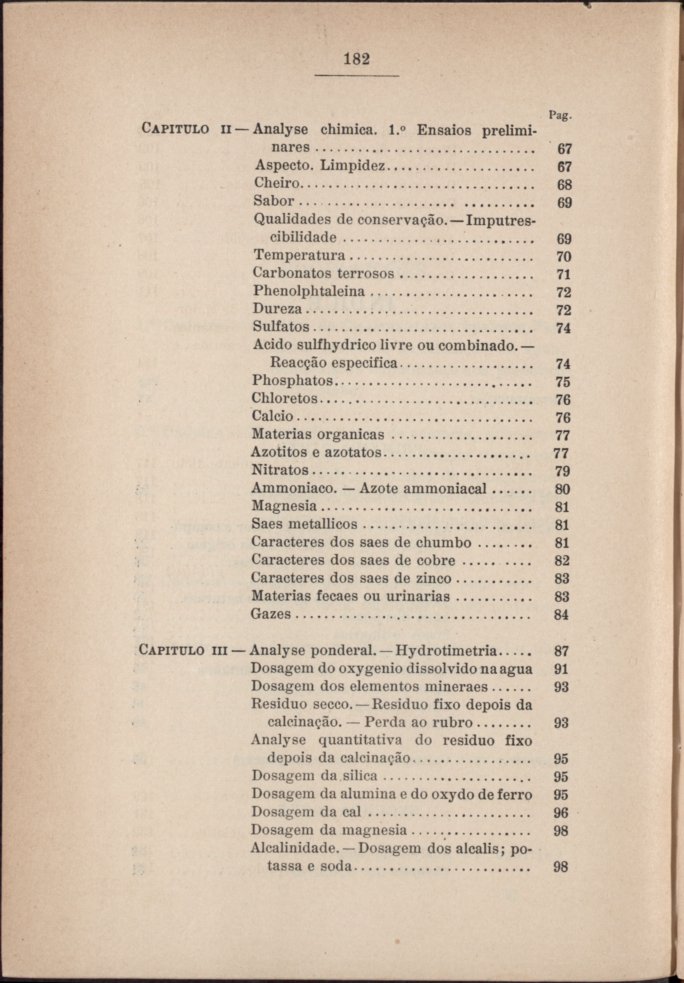 182
Pag.
CAPITULO II — Analyse chimica. 1.º Ensaios prelimi-
nares .............................. 67
Aspecto. Limpidez..................... 67
Cheiro................................. 68
Sabor ...................... .......... 69
Qualidades de conservação. — Imputres-
cibilidade ........................... 69
Temperatura .......................... 70
Carbonatos terrosos ................... 71
Phenolphtaleina ....................... 72
Dureza ................................ 72
Sulfatos ............................... 74
Acido sulfhydrico livre ou combinado. —
Reacção especifica................... 74
Phosphatos............................ 75
Chloretos.............................. 76
Calcio ................................. 76
Materias organicas .................... 77
Azotitos e azotatos..................... 77
Nitratos ............................... 79
Ammoniaco. — Azote ammoniacal ...... 80
Magnesia .............................. 81
Saes metallicos ........................ 81
Caracteres dos saes de chumbo ........ 81
Caracteres dos saes de cobre .......... 82
Caracteres dos saes de zinco ........... 83
Materias fecaes ou urinarias ........... 83
Gazes ................................. 84
CAPITULO III — Analyse ponderal. — Hydrotimetria..... 87
Dosagem do oxygenio dissolvido na agua 91
Dosagem dos elementos mineraes ...... 93
Residuo secco. — Residuo fixo depois da
calcinação. — Perda ao rubro ........ 93
Analyse quantitativa do residuo fixo
depois da calcinação................. 95
Dosagem da silica ..................... 95
Dosagem da alumina e do oxydo de ferro 95
Dosagem da cal ....................... 96
Dosagem da magnesia ................. 98
Alcalinidade. — Dosagem dos alcalis; po-
tassa e soda......................... 98